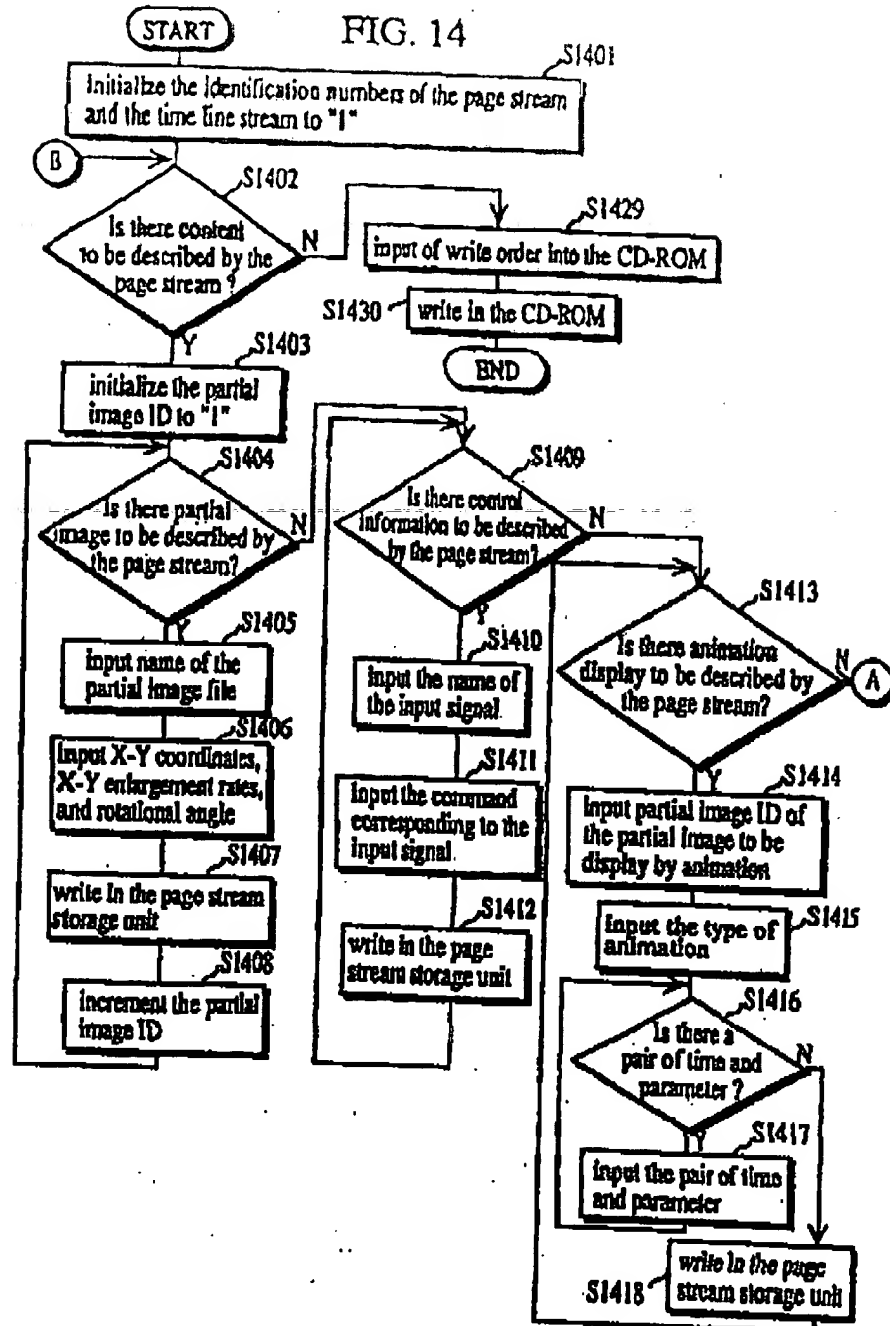 START
FIG. 14
S1401
Initialize the Identification numbers of the page stream
and the time line stream to "1"
B
S1402
Is there content
to be described by the
page stream ?
N
Y
S1429
input of write order into the CD-ROM
S1430
write in the CD-ROM
END
S1403
initialize the partial
image ID to "1"
S1404
Is there partial
image to be described by
the page stream?
N
Y
S1405
input name of the
partial image file
S1406
Input X-Y coordinates,
X-Y enlargement rates,
and rotational angle
S1407
write in the page stream
storage unit
S1408
increment the partial
image ID
S1409
Is there control
information to be described
by the page stream?
N
Y
S1410
Input the name of
the input signal
S1411
Input the command
corresponding to the
input signal
S1412
write in the page
stream storage unit
S1413
Is there animation
display to be described by
the page stream?
N
A
Y
S1414
Input partial image ID of
the partial image to be
display by animation
S1415
Input the type of
animation
S1416
Is there a
pair of time and
parameter ?
N
Y
S1417
input the pair of time
and parameter
S1418
write in the page
stream storage unit